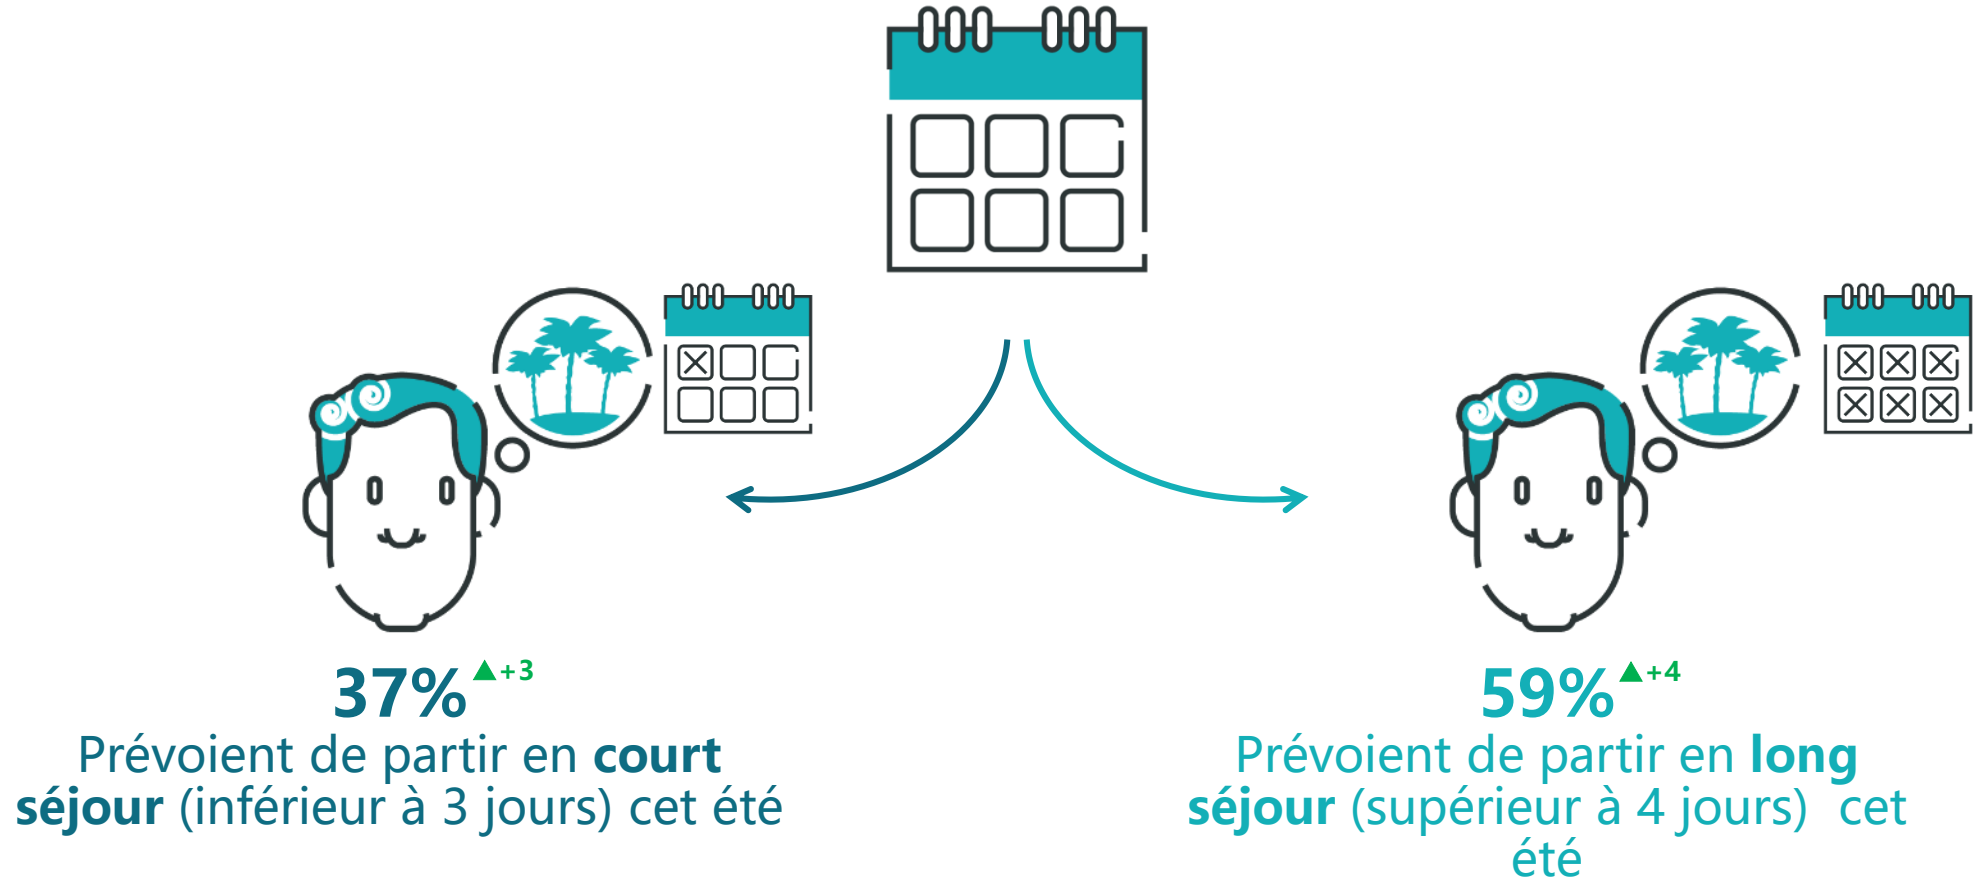 37% ▲+3
Prévoient de partir en court
séjour (inférieur à 3 jours) cet été
59% ▲+4
Prévoient de partir en long
séjour (supérieur à 4 jours)  cet
été